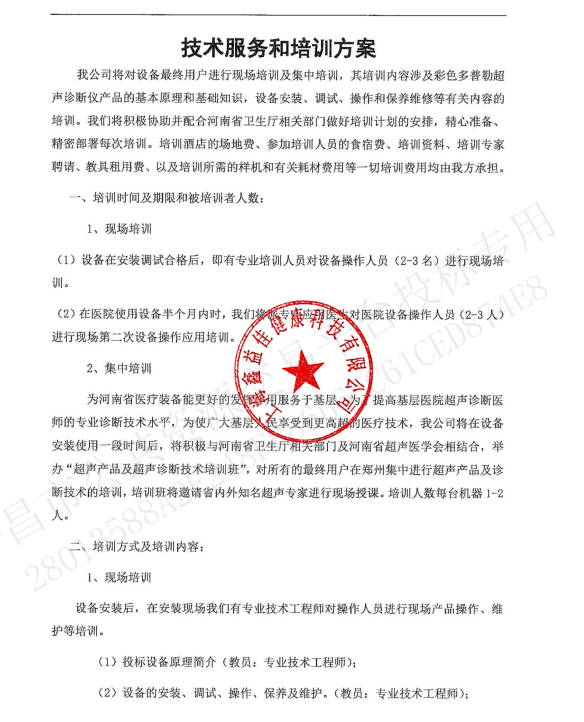 技术服务和培训方案
我公司将对设备最终用户进行现场培训及集中培训，其培训内容涉及彩色多普勒超
声诊断仪产品的基本原理和基础知识，设备安装、调试、操作和保养维修等有关内容的
培训。我们将积极协助并配合河南省卫生厅相关部门做好培训计划的安排，精心准备、
精密部署每次培训。培训酒店的场地费、参加培训人员的食宿费、培训资料、培训专家
聘请、教具租用费、以及培训所需的样机和有关耗材费用等一切培训费用均由我方承担。
一、培训时间及期限和被培训者人数：
1、现场培训
（1）设备在安装调试合格后，即有专业培训人员对设备操作人员（2-3 名）进行现场培
训。
（2）在医院使用设备半个月内时，我们将派专业应用医生对医院设备操作人员（2-3人）
进行现场第二次设备操作应用培训。
2、集中培训
为河南省医疗装备能更好的发挥作用服务于基层，为了提高基层医院超声诊断医
师的专业诊断技术水平，为使广大基层人民享受到更高超的医疗技术，我公司将在设备
安装使用一段时间后，将积极与河南省卫生厅相关部门及河南省超声医学会相结合，举
办“超声产品及超声诊断技术培训班”，对所有的最终用户在郑州集中进行超声产品及诊
断技术的培训，培训班将邀请省内外知名超声专家进行现场授课。培训人数每台机器 1-2
人。
二、培训方式及培训内容：
1、现场培训
设备安装后，在安装现场我们有专业技术工程师对操作人员进行现场产品操作、维
护等培训。
（1）投标设备原理简介（教员：专业技术工程师）；
（2）设备的安装、调试、操作、保养及维护。（教员：专业技术工程师）；
上海鑫益佳健康科技有限公司